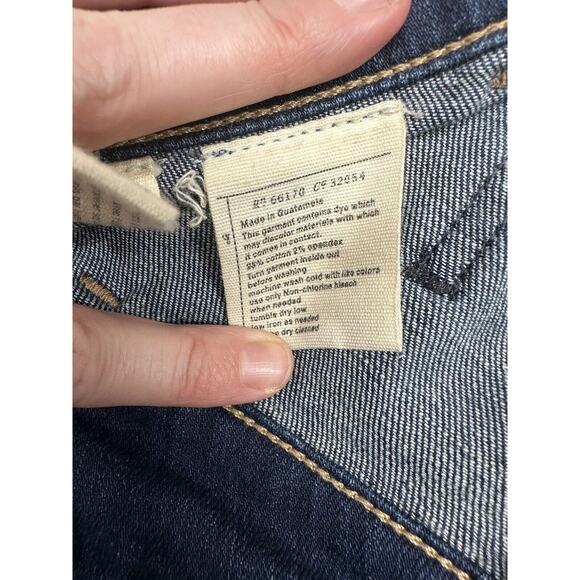 RN 66170 CA 32054
Made in Guatemala
This garment contains dye which
may discolor materials with which
it comes in contact.
98% cotton 2% spandex
Turn garment inside out
before washing
machine wash cold with like colors
use only Non-chlorine bleach
when needed
tumble dry low
low iron as needed
dry cleaned